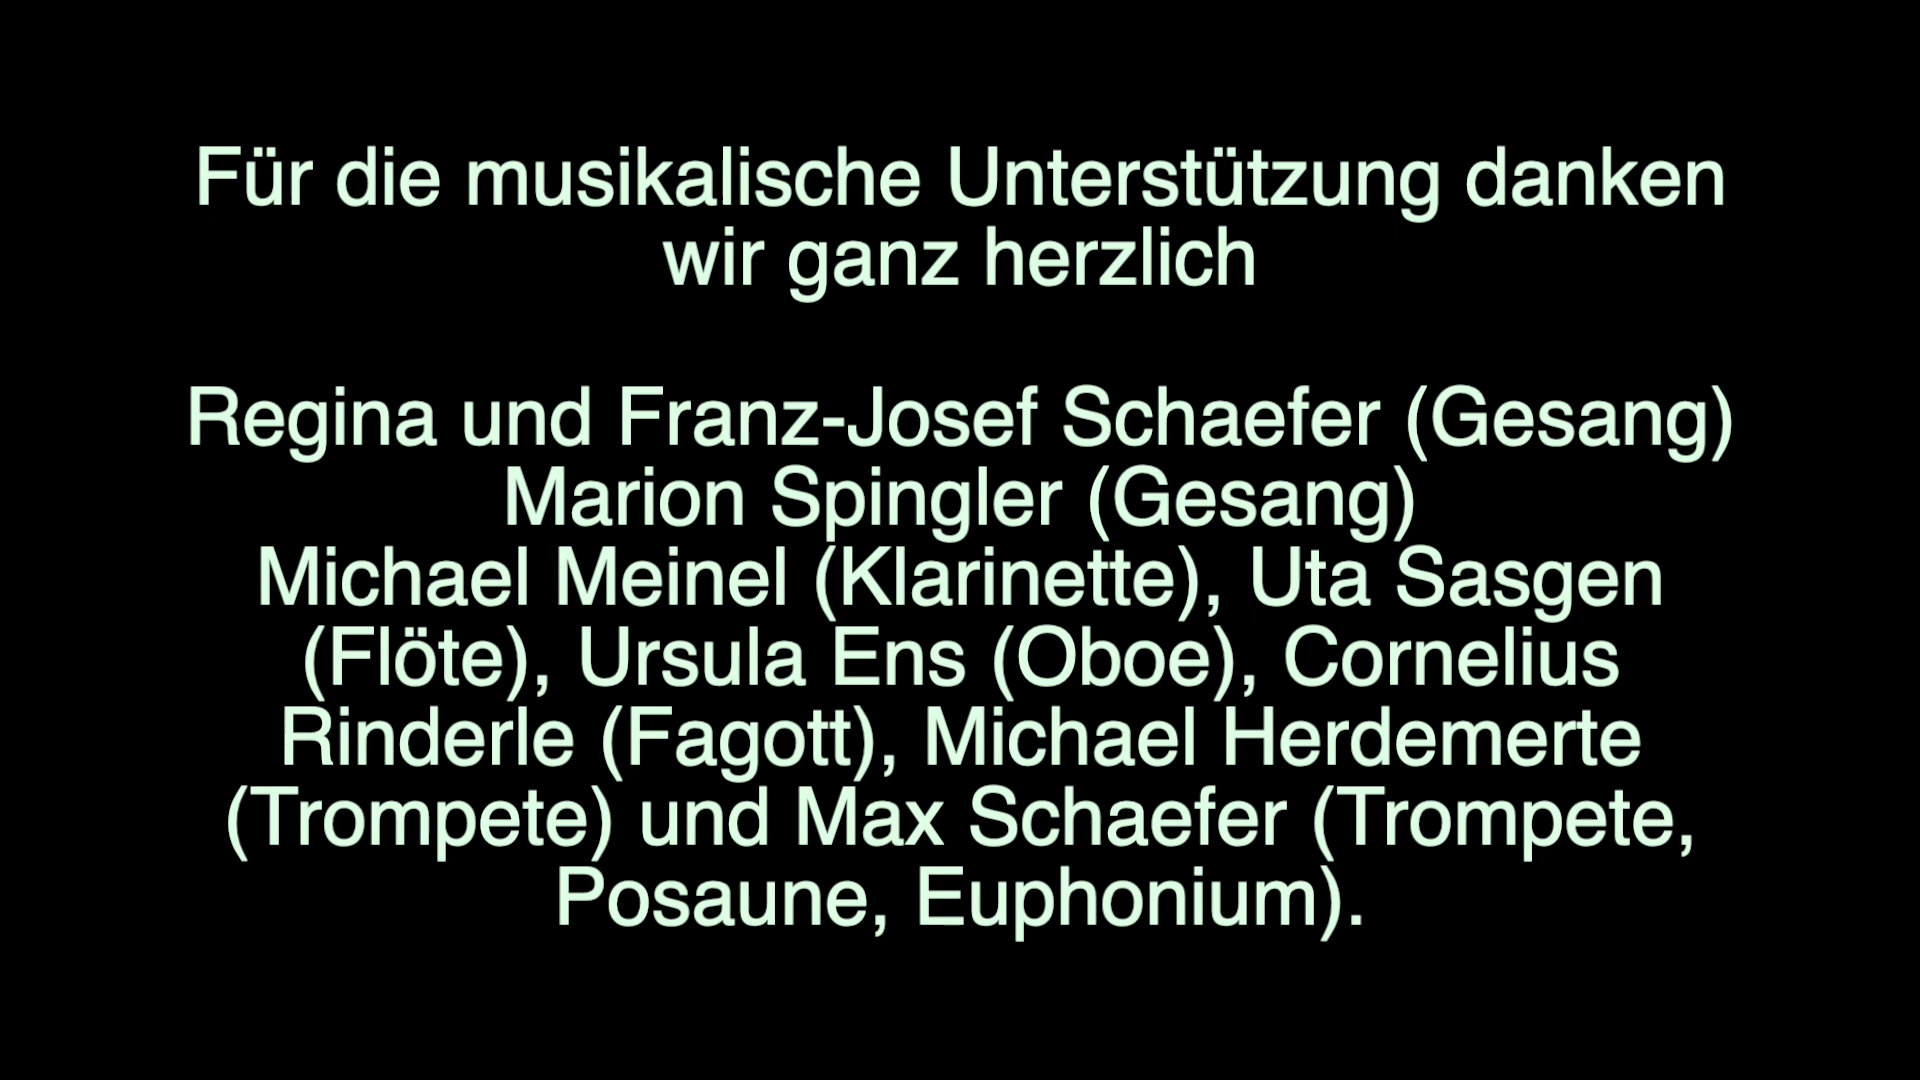 Für die musikalische Unterstützung danken
wir ganz herzlich
Regina und Franz-Josef Schaefer (Gesang)
Marion Spingler (Gesang)
Michael Meinel (Klarinette), Uta Sasgen
(Flöte), Ursula Ens (Oboe), Cornelius
Rinderle (Fagott), Michael Herdemerte
(Trompete) und Max Schaefer (Trompete,
Posaune, Euphonium).